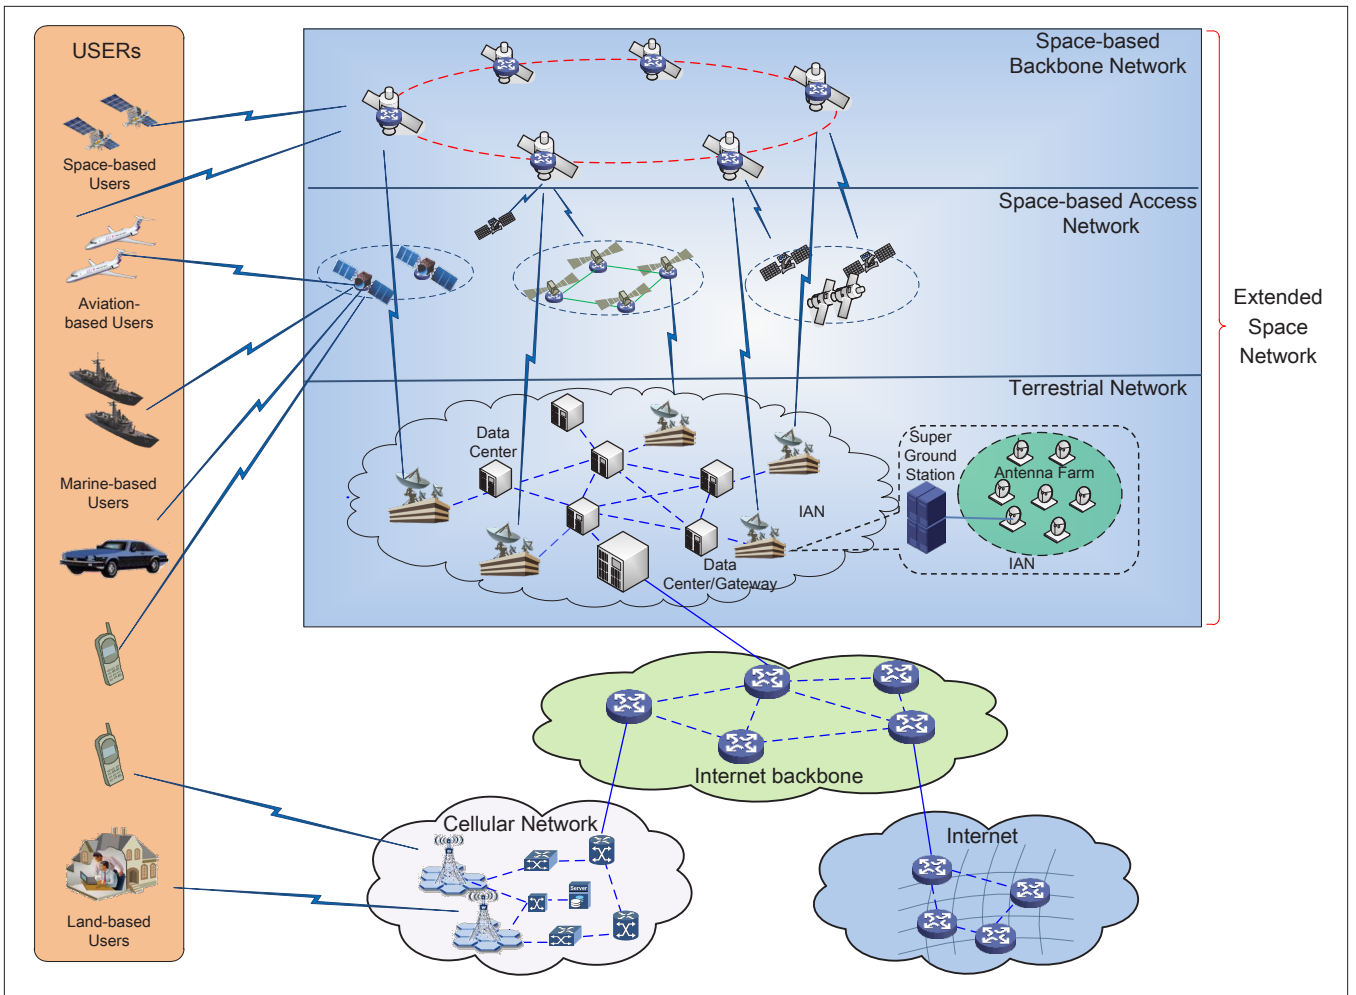 USERs
Space-based
Users
Aviation-
based Users
Marine-based
Users
Land-based
Users
Space-based
Backbone Network
Space-based Access
Network
Terrestrial Network
Extended
Space
Network
Data
Center
IAN
Data
Center/Gateway
Super
Ground
Station
Antenna Farm
IAN
Internet backbone
Cellular Network
Server
Internet